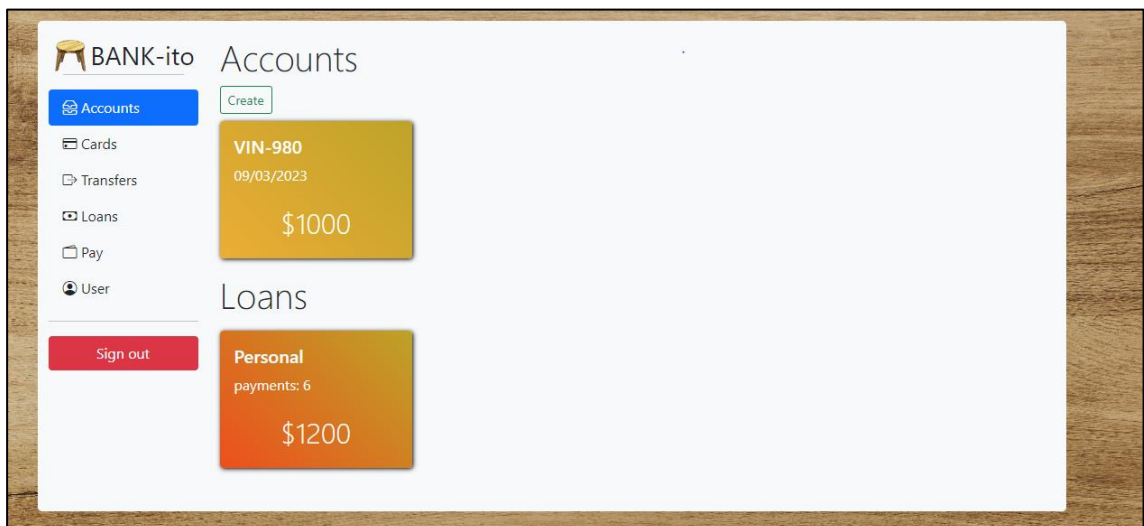 BANK-ito
Accounts
Cards
Transfers
Loans
Pay
User
Sign out
Accounts
Create
VIN-980
09/03/2023
$1000
Loans
Personal
payments: 6
$1200